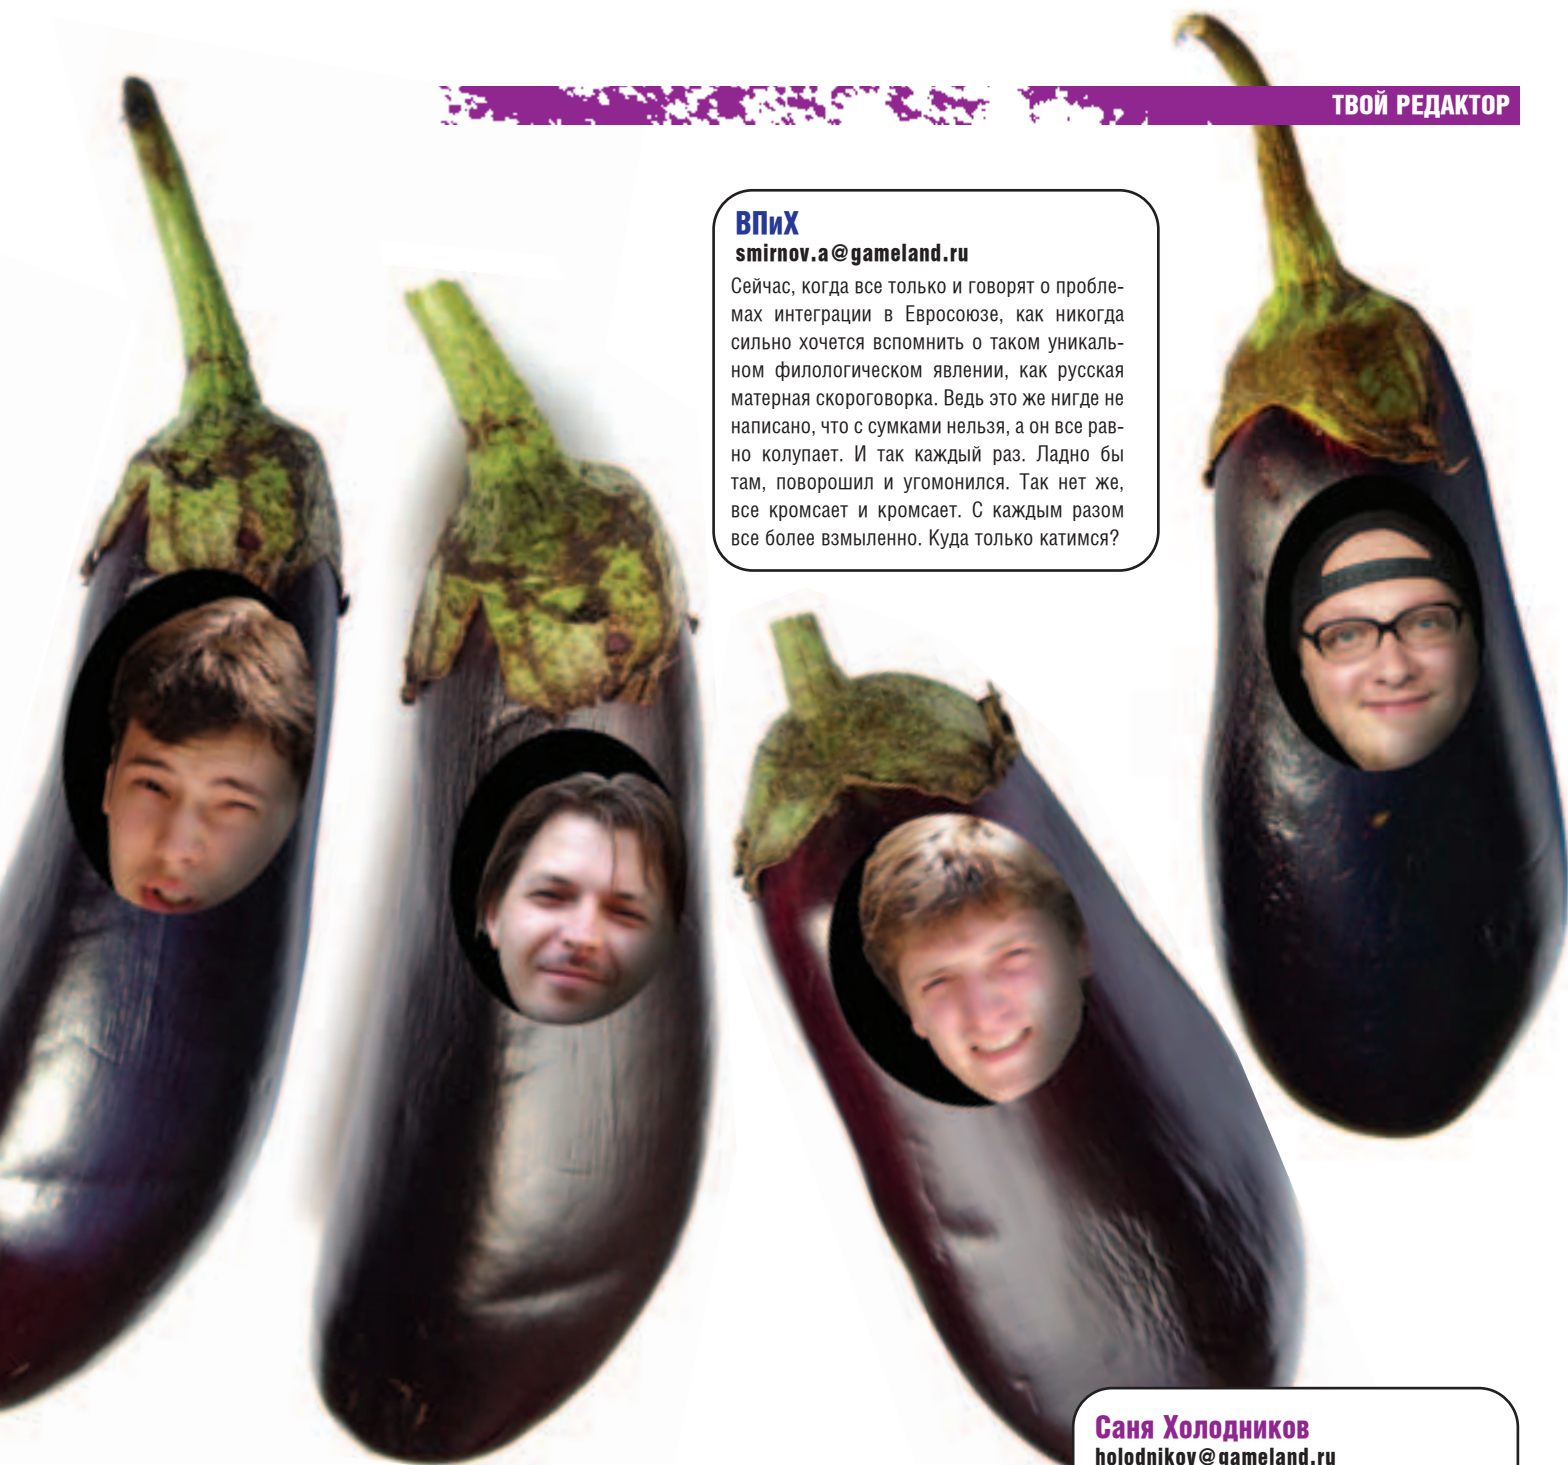 ТВОЙ РЕДАКТОР
ВПиХ
smirnov.a@gameland.ru
Сейчас, когда все только и говорят о пробле-
мах интеграции в Евросоюзе, как никогда
сильно хочется вспомнить о таком уникаль-
ном филологическом явлении, как русская
матерная скороговорка. Ведь это же нигде не
написано, что с сумками нельзя, а он все рав-
но колупает. И так каждый раз. Ладно бы
там, поворошил и угомонился. Так нет же,
все кромсает и кромсает. С каждым разом
все более взмыленно. Куда только катимся?
Саня Холодников
holodnikov@gameland.ru